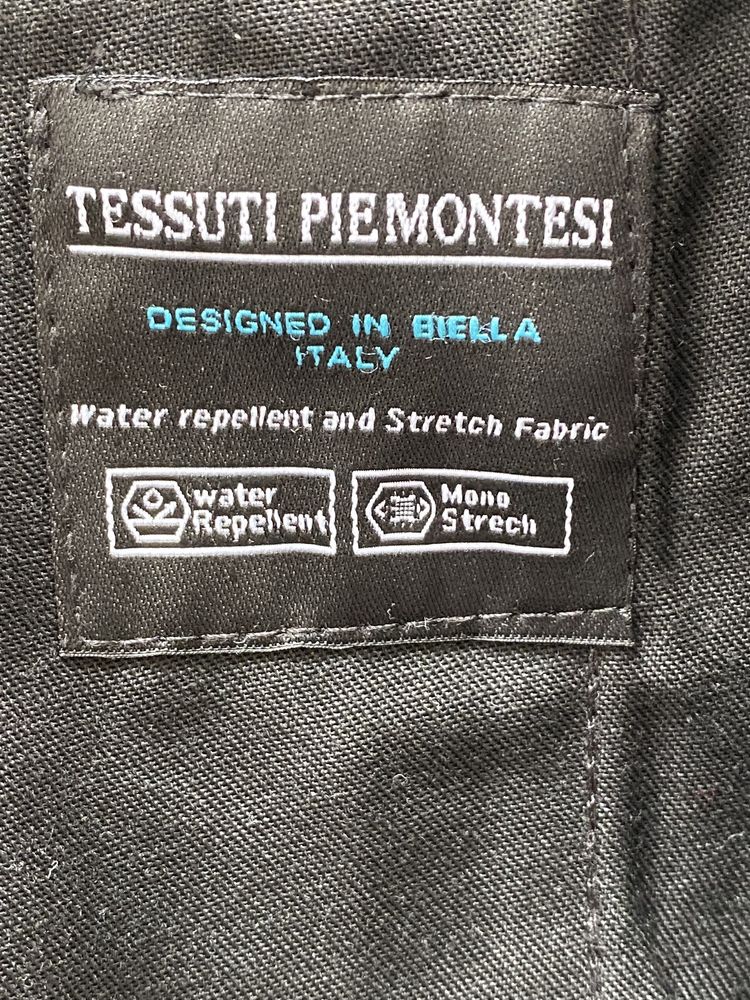 TESSUTI PIEMONTESI
DESIGNED IN BIELLA
ITALY
Water repellent and Stretch Fabric
water
Repellent
Mono
Strech